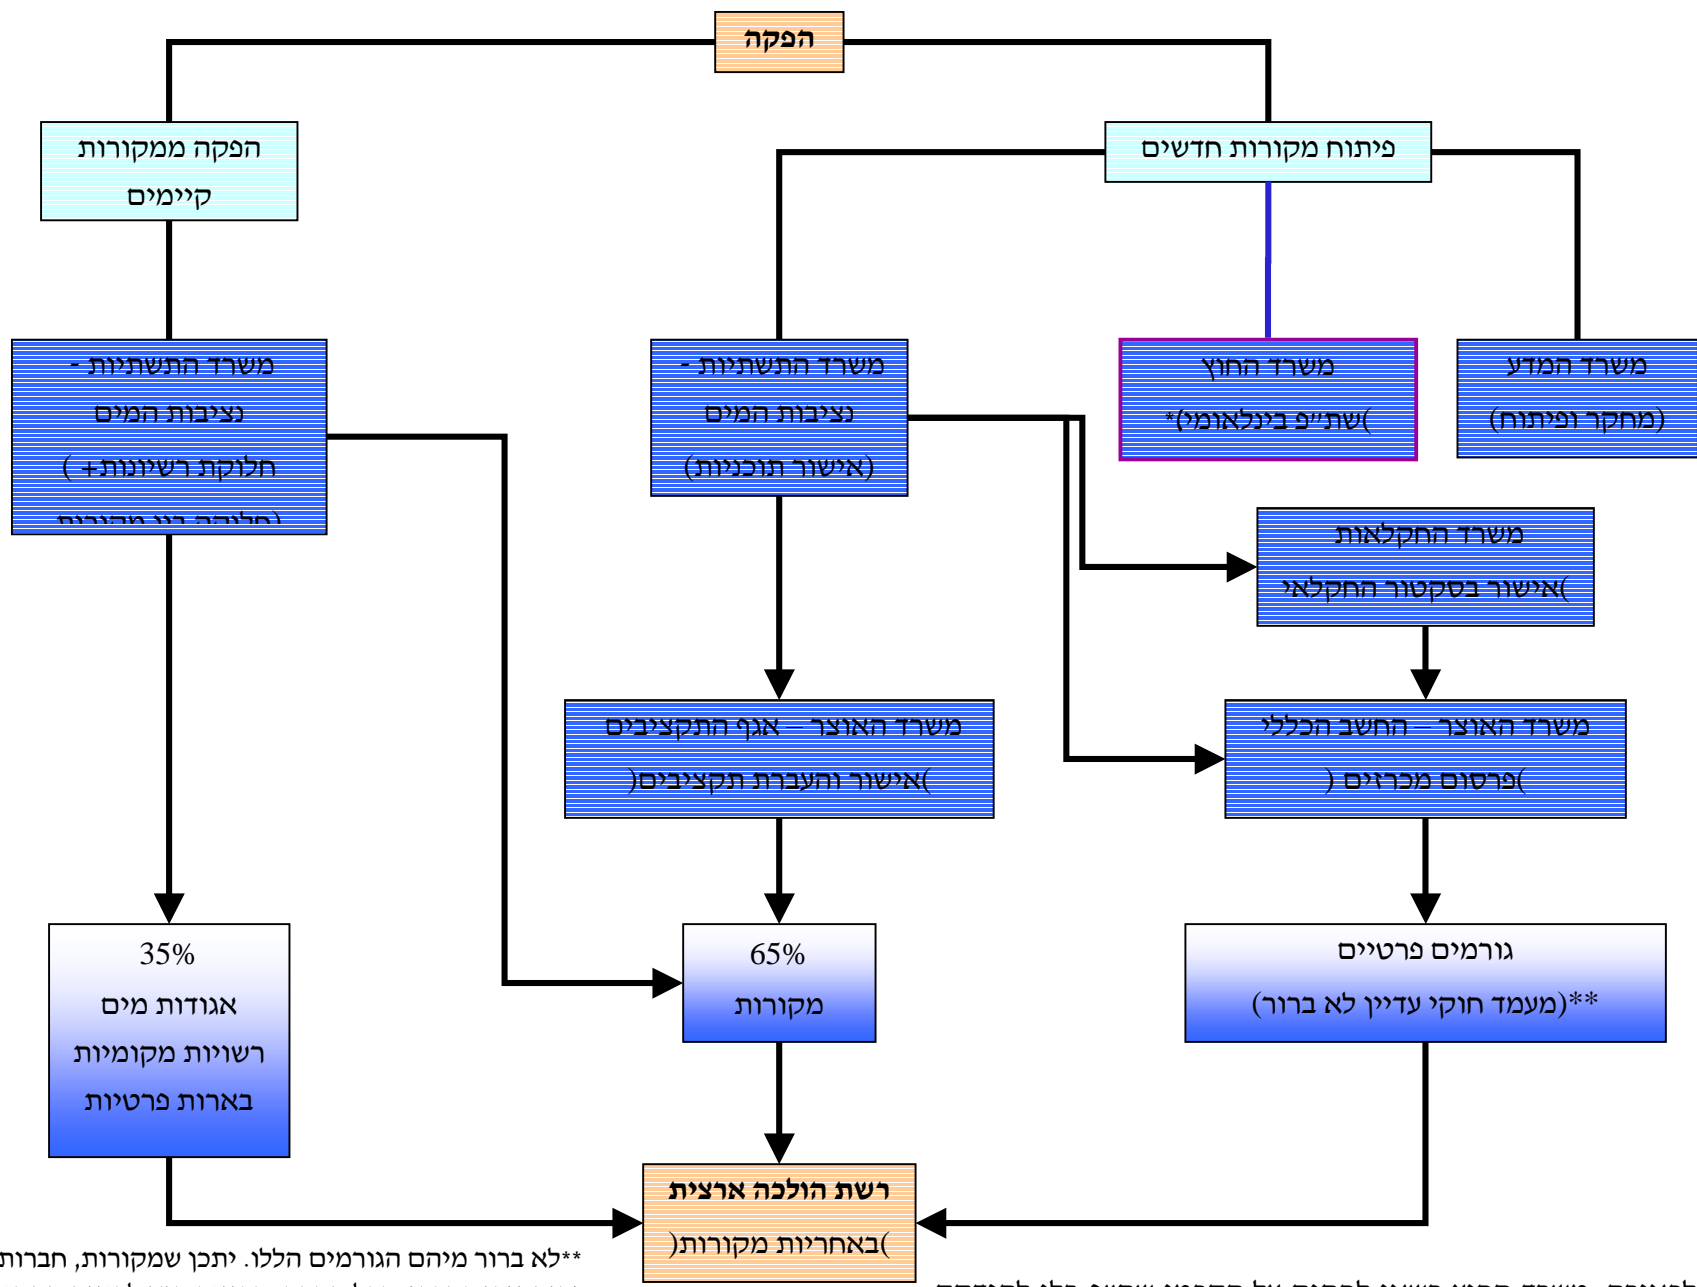 הפקה
פיתוח מקורות חדשים
הפקה ממקורות
קיימים
משרד המדע
(מחקר ופיתוח)
משרד החוץ
)שת״פ בינלאומי(*
משרד התשתיות -
נציבות המים
(אישור תוכניות)
משרד התשתיות -
נציבות המים
) חלוקת רשיונות+
חלוקה בין מקורות(
משרד החקלאות
)אישור בסקטור החקלאי(
משרד האוצר – החשב הכללי
)פרסום מכרזים (
משרד האוצר – אגף התקציבים
)אישור והעברת תקציבים(
גורמים פרטיים
**(מעמד חוקי עדיין לא ברור)
65%
מקורות
35%
אגודות מים
רשויות מקומיות
בארות פרטיות
רשת הולכה ארצית
)באחריות מקורות(
**לא ברור מיהם הגורמים הללו. יתכן שמקורות, חברות